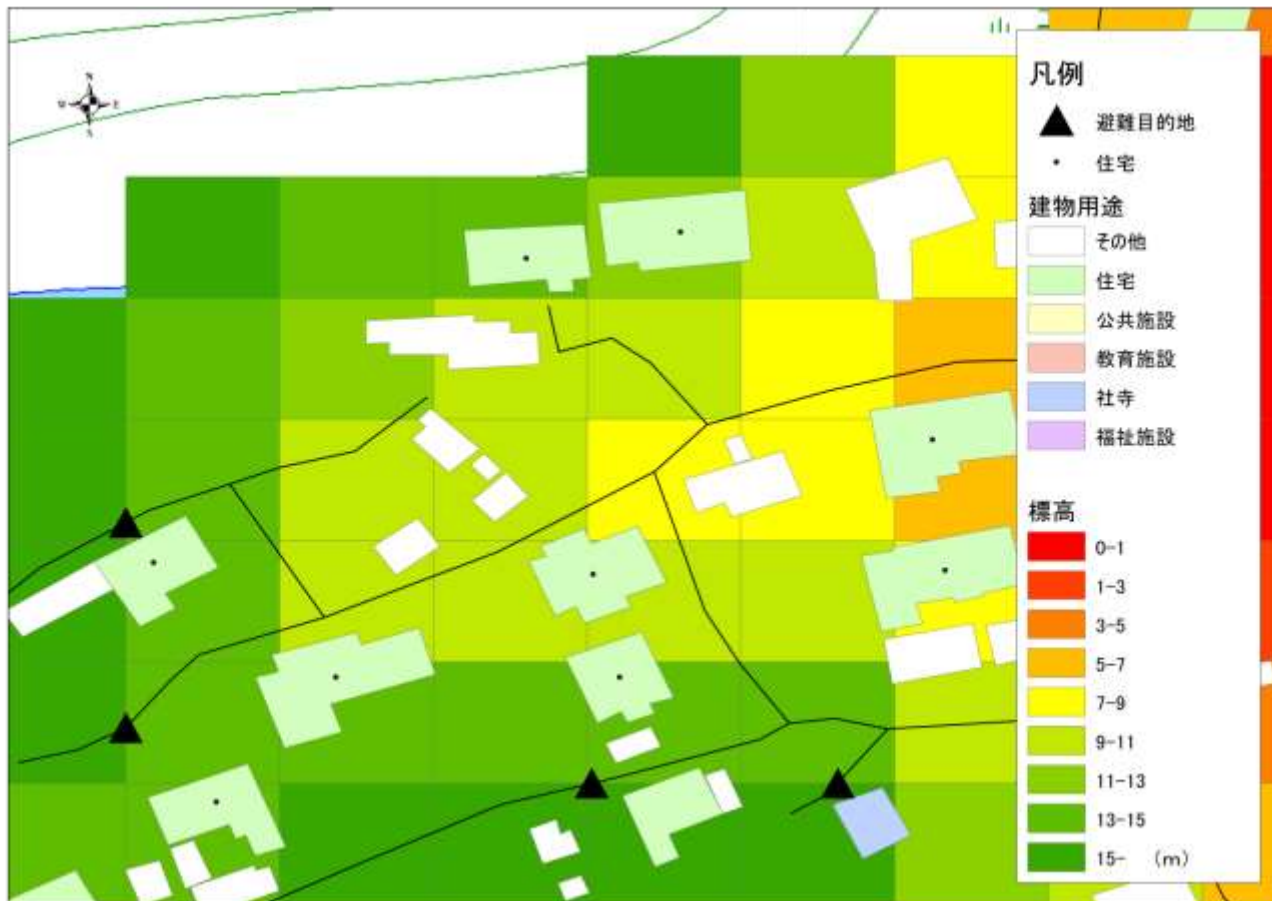 N
W E
S
凡例
避難目的地
住宅
建物用途
その他
住宅
公共施設
教育施設
社寺
福祉施設
標高
0-1
1-3
3-5
5-7
7-9
9-11
11-13
13-15
15- (m)